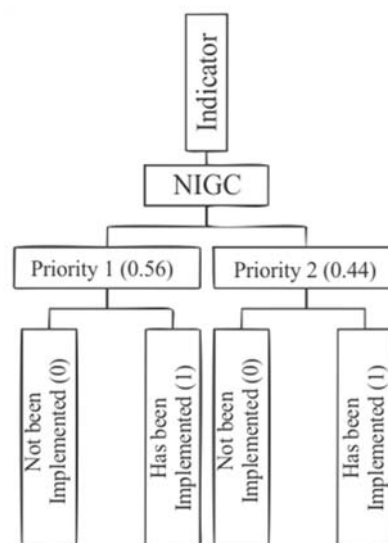 Indicator
NIGC
Priority 1 (0.56)
Priority 2 (0.44)
Not been
Implemented (0)
Has been
Implemented (1)
Not been
Implemented (0)
Has been
Implemented (1)